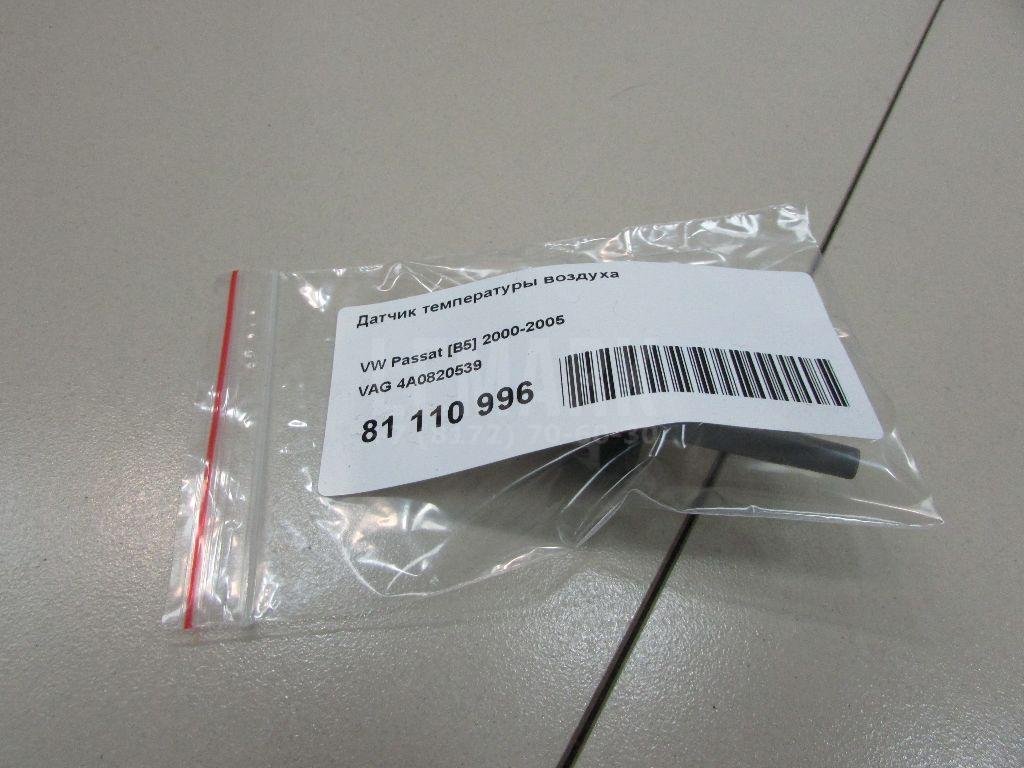 Датчик температуры воздуха
VW Passat [B5] 2000-2005
VAG 4A0820539
81 110 996